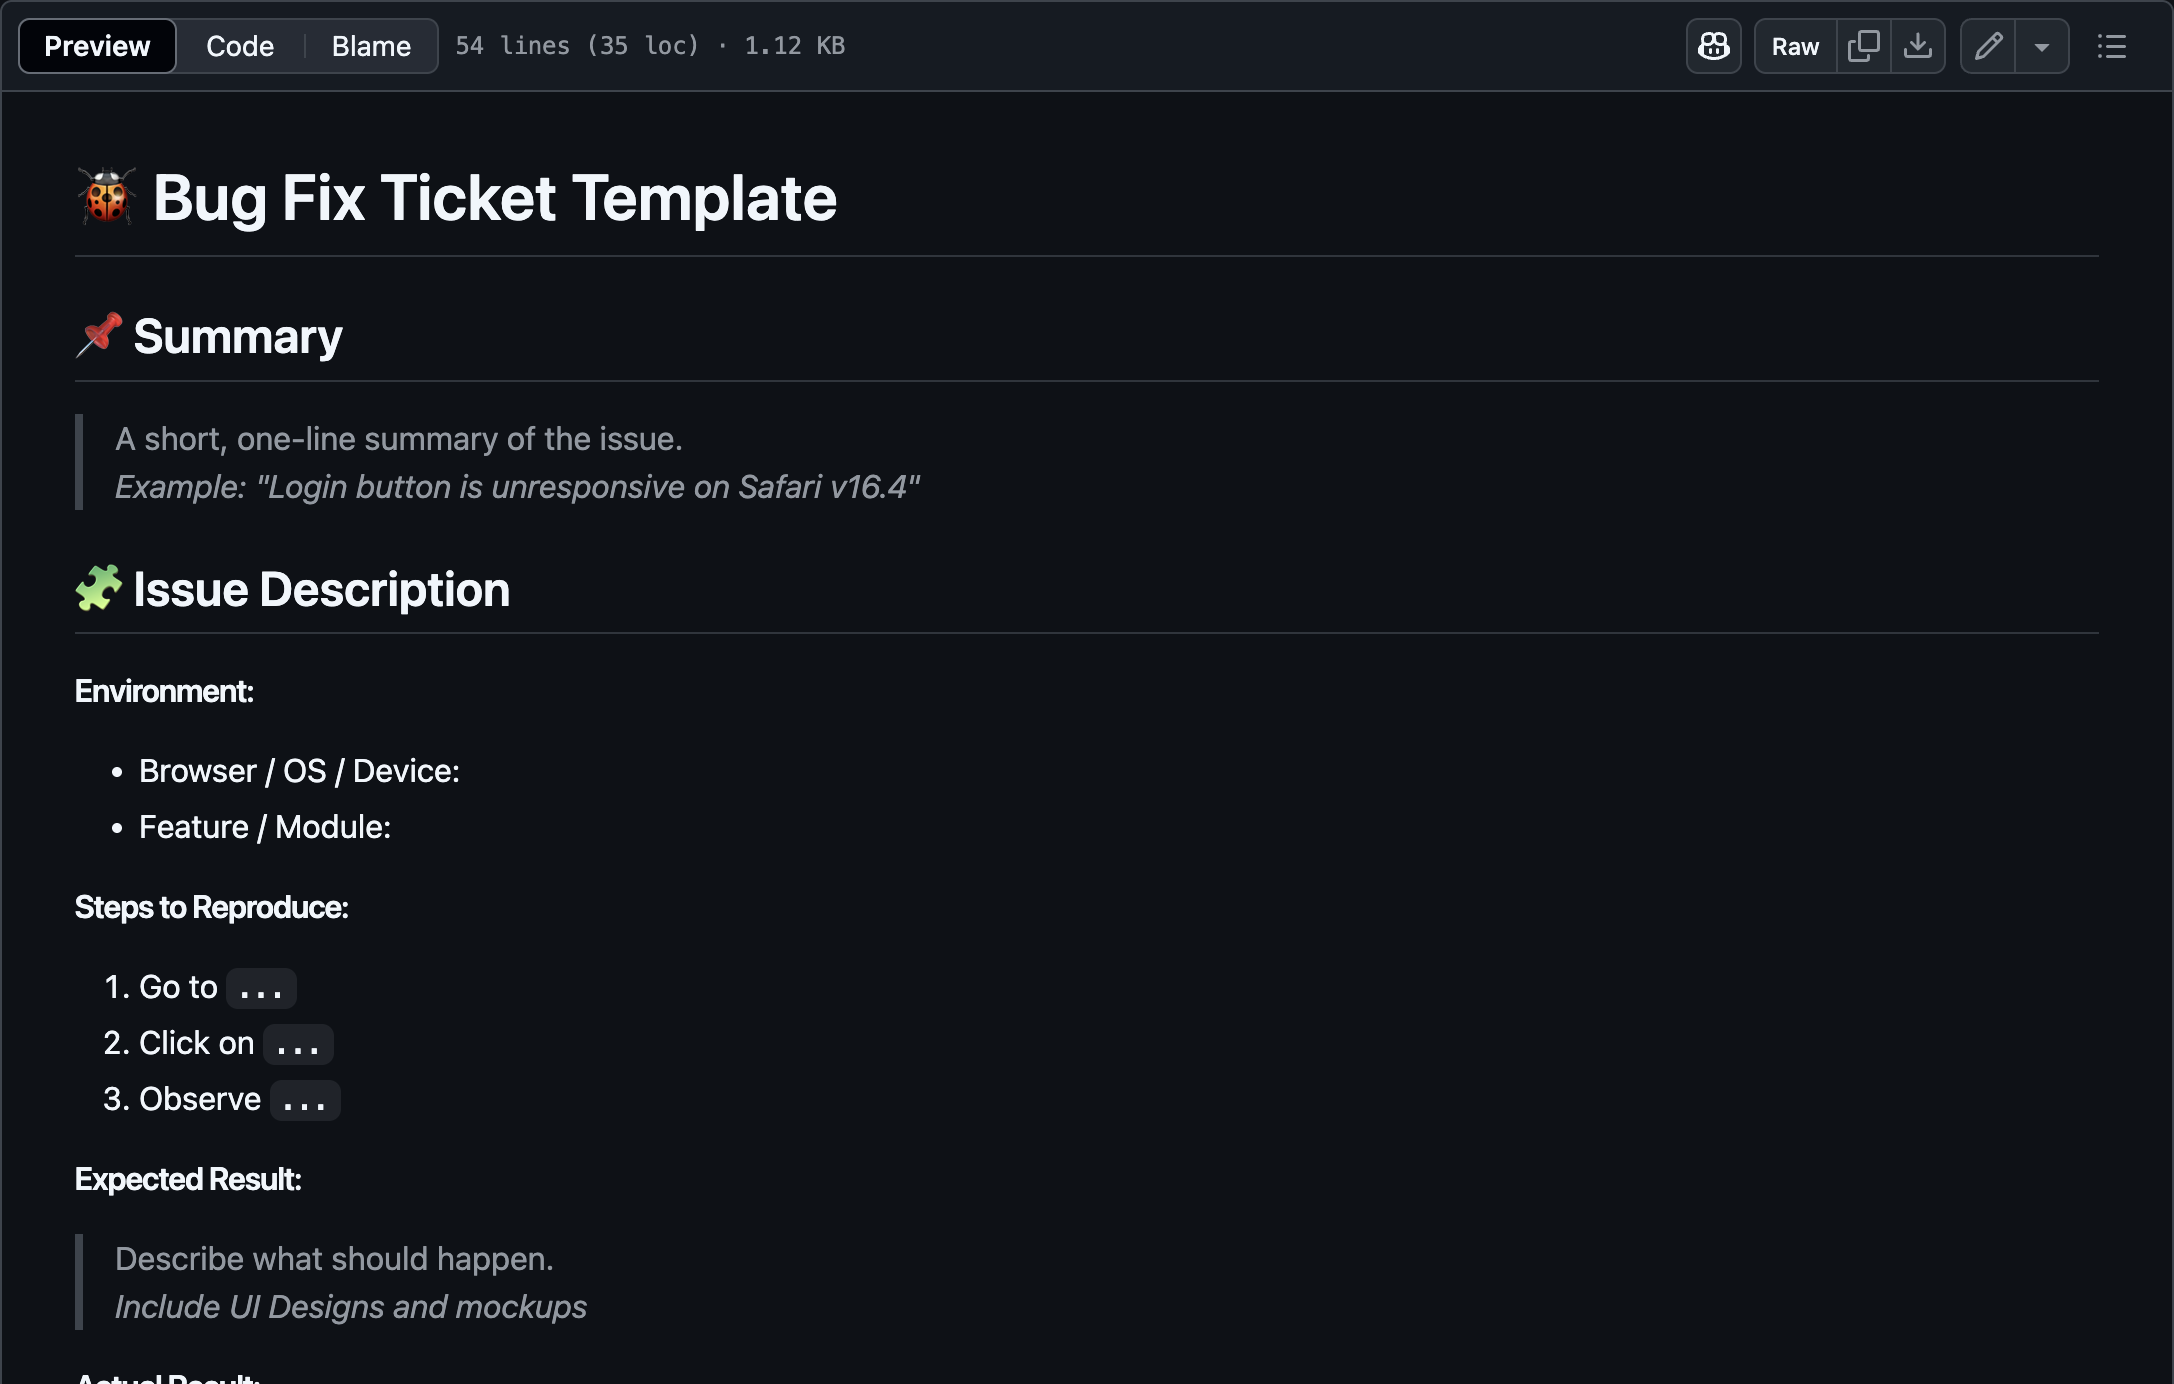 Preview Code Blame 54 lines (35 loc) · 1.12 KB Raw
🐞 Bug Fix Ticket Template
📌 Summary
A short, one-line summary of the issue.
Example: "Login button is unresponsive on Safari v16.4"
🧩 Issue Description
Environment:
• Browser / OS / Device:
• Feature / Module:
Steps to Reproduce:
1. Go to ...
2. Click on ...
3. Observe ...
Expected Result:
Describe what should happen.
Include UI Designs and mockups
Actual Result: